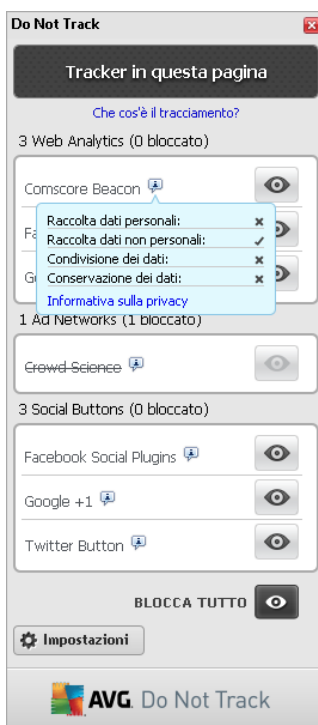 Do Not Track
Tracker in questa pagina
Che cos'è il tracciamento?
3 Web Analytics (0 bloccato)
Comscore Beacon
Raccolta dati personali:
Raccolta dati non personali:
Condivisione dei dati:
Conservazione dei dati:
Informativa sulla privacy
1 Ad Networks (1 bloccato)
Crowd Science
3 Social Buttons (0 bloccato)
Facebook Social Plugins
Google +1
Twitter Button
BLOCCA TUTTO
Impostazioni
AVG. Do Not Track